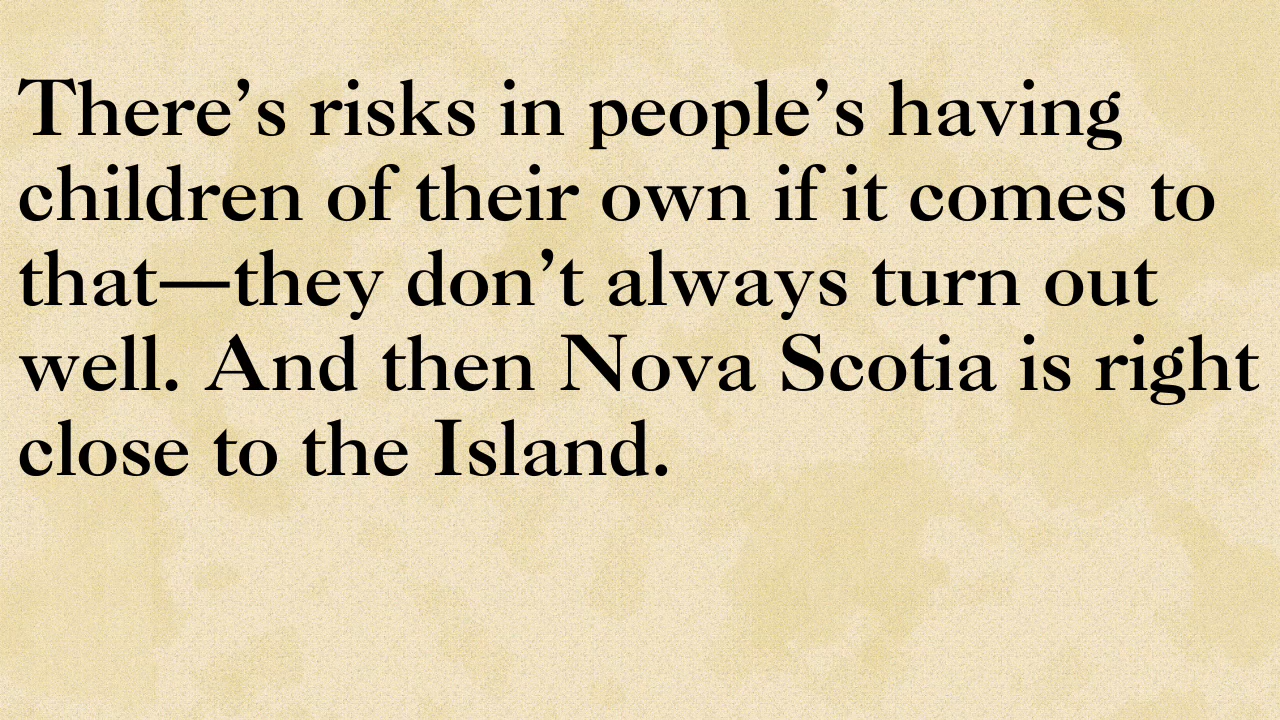 There’s risks in people’s having
children of their own if it comes to
that—they don’t always turn out
well. And then Nova Scotia is right
close to the Island.